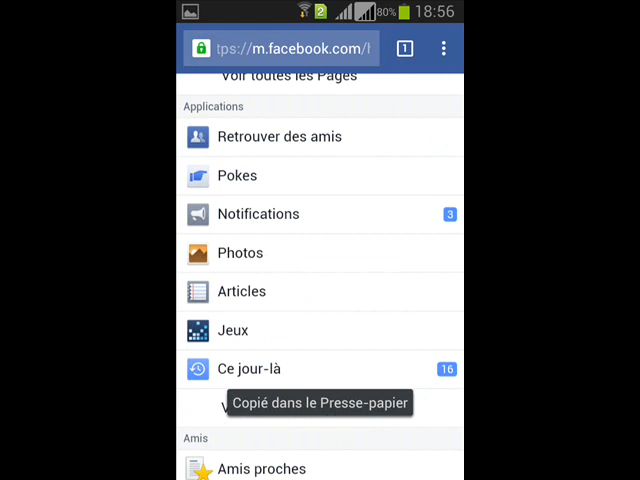 2
80%
18:56
tps://m.facebook.com/h
1
Voir toutes les Pages
Applications
Retrouver des amis
Pokes
Notifications
3
Photos
Articles
Jeux
Ce jour-là
16
Copié dans le Presse-papier
Amis
Amis proches